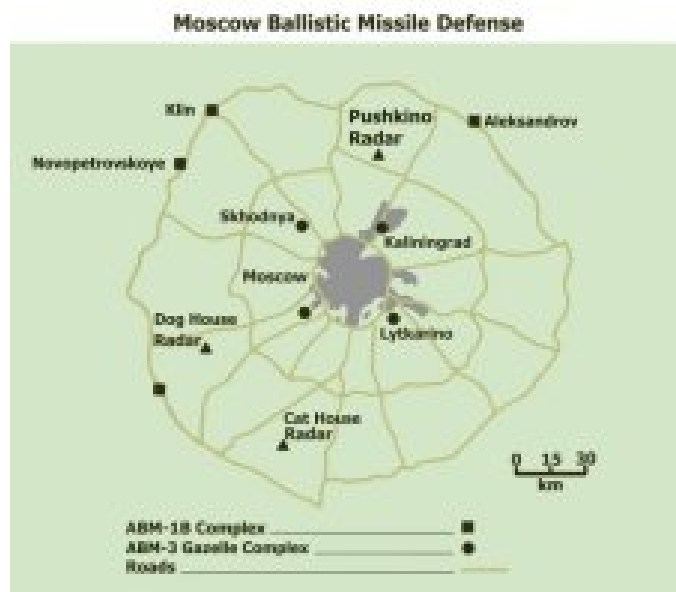 Moscow Ballistic Missile Defense
Klin
Pushkino
Radar
Aleksandrov
Novopetrovskoye
Skhodnya
Kaliningrad
Moscow
Dog House
Radar
Lytkarino
Cat House
Radar
0 15 30
km
ABM-1B Complex
ABM-3 Gazelle Complex
Roads